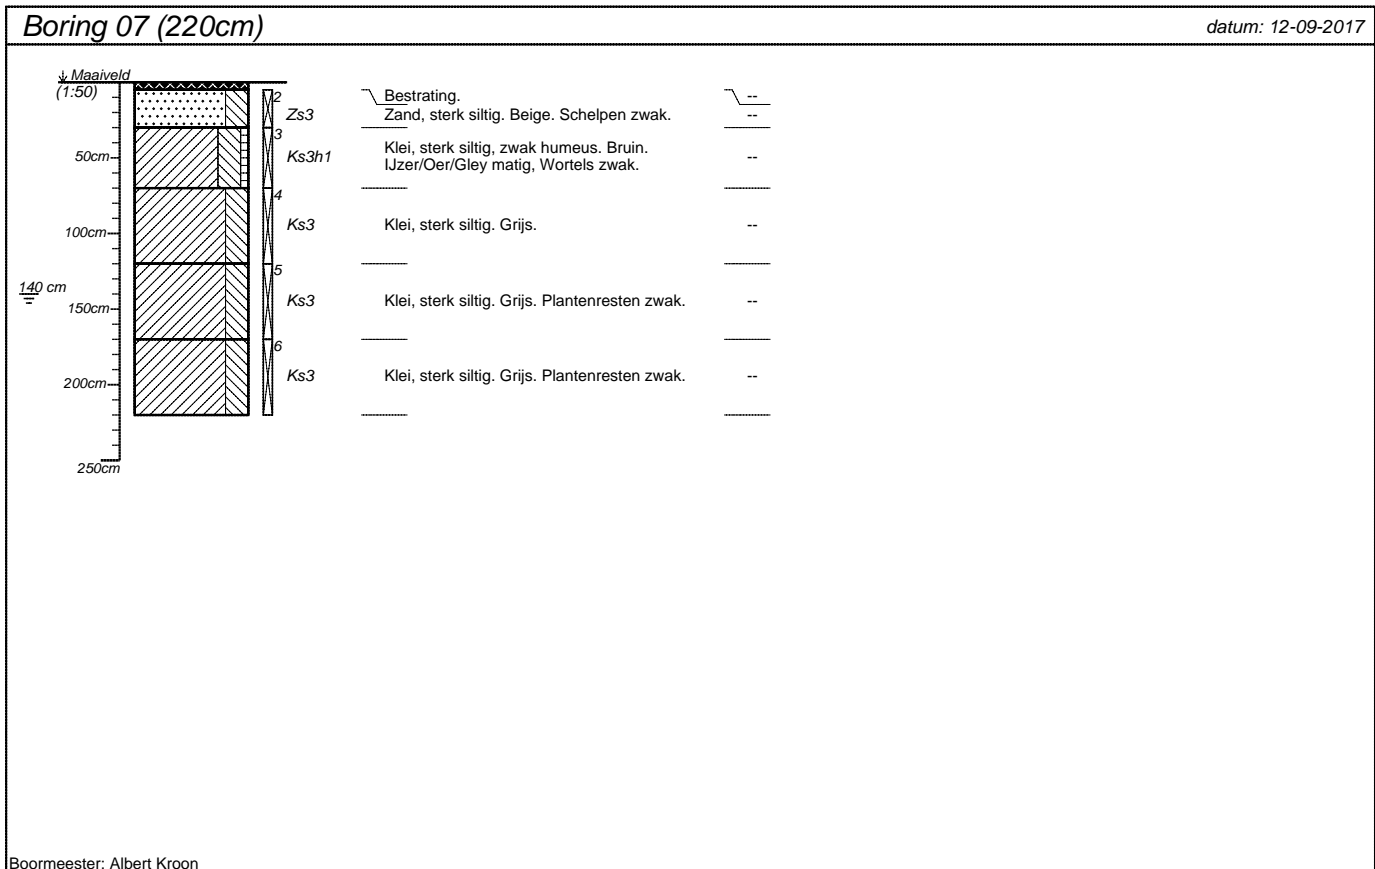 Boring 07 (220cm)
datum: 12-09-2017
Maaiveld
(1:50)
2
Bestrating.
--
Zs3
Zand, sterk siltig. Beige. Schelpen zwak.
--
3
50cm
Ks3h1
Klei, sterk siltig, zwak humeus. Bruin.
IJzer/Oer/Gley matig, Wortels zwak.
--
4
100cm
Ks3
Klei, sterk siltig. Grijs.
--
5
140 cm
150cm
Ks3
Klei, sterk siltig. Grijs. Plantenresten zwak.
--
6
200cm
Ks3
Klei, sterk siltig. Grijs. Plantenresten zwak.
--
250cm
Boormeester: Albert Kroon